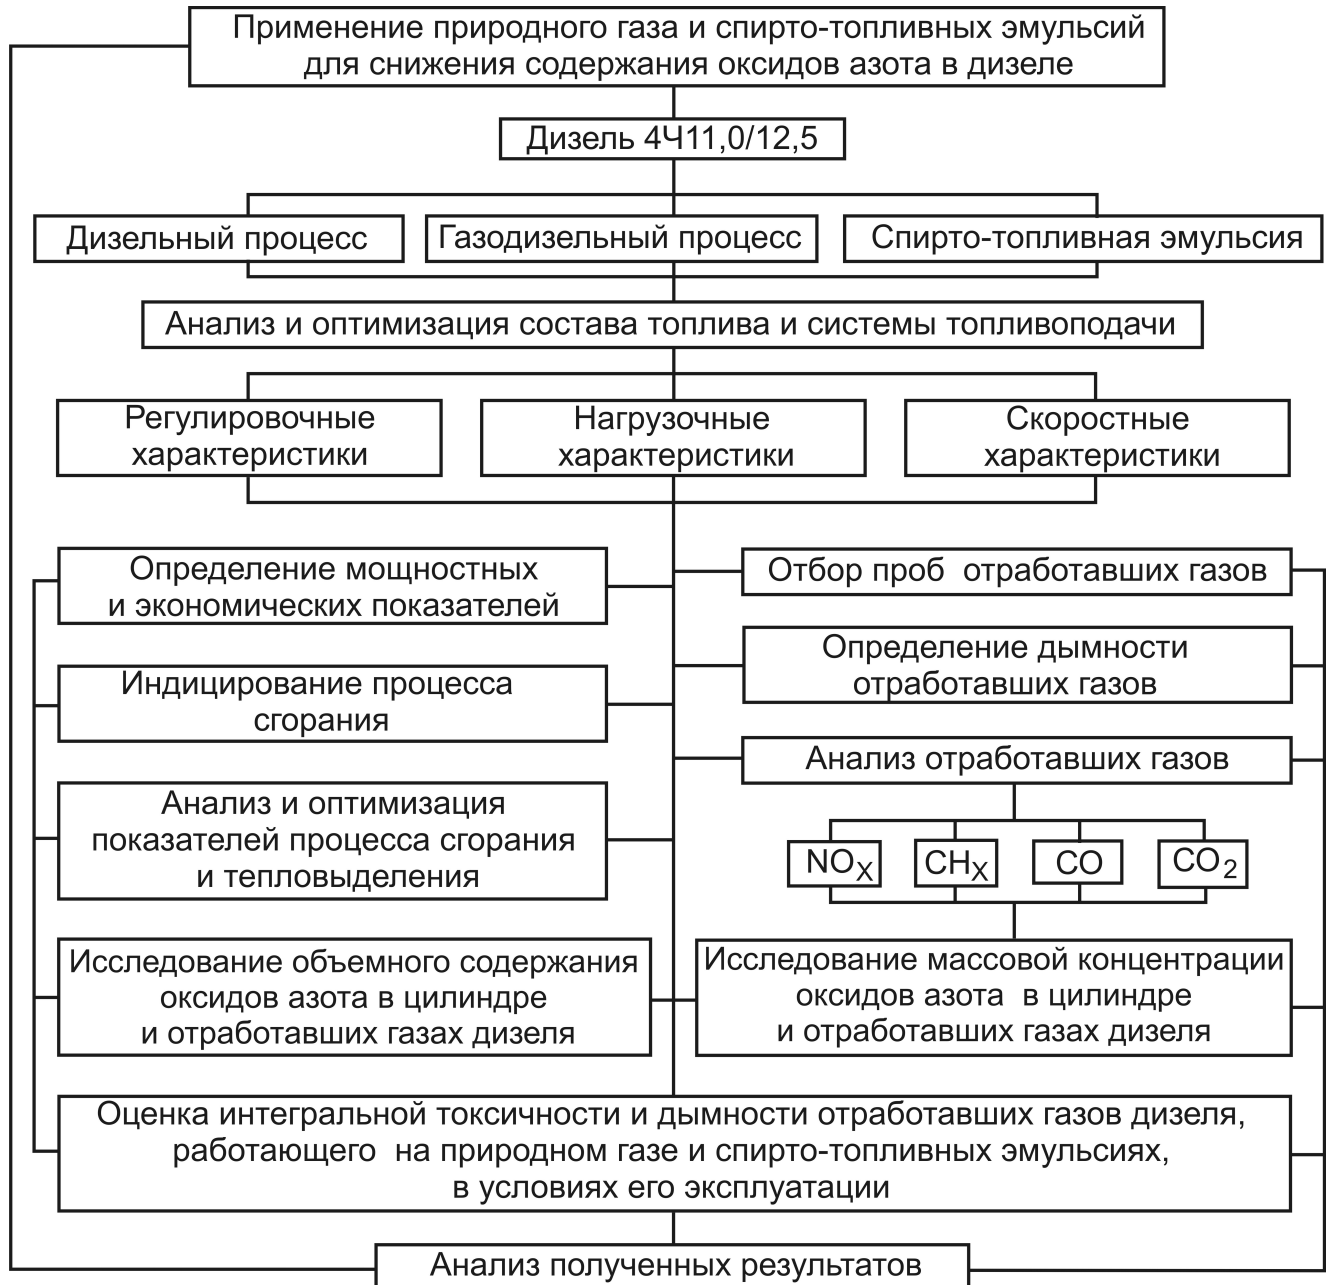 Применение природного газа и спирто-топливных эмульсий
для снижения содержания оксидов азота в дизеле
Дизель 4Ч11,0/12,5
Дизельный процесс
Газодизельный процесс
Спирто-топливная эмульсия
Анализ и оптимизация состава топлива и системы топливоподачи
Регулировочные
характеристики
Нагрузочные
характеристики
Скоростные
характеристики
Определение мощностных
и экономических показателей
Индицирование процесса
сгорания
Анализ и оптимизация
показателей процесса сгорания
и тепловыделения
Исследование объемного содержания
оксидов азота в цилиндре
и отработавших газах дизеля
Отбор проб отработавших газов
Определение дымности
отработавших газов
Анализ отработавших газов
NOX
CHX
CO
CO2
Исследование массовой концентрации
оксидов азота в цилиндре
и отработавших газах дизеля
Оценка интегральной токсичности и дымности отработавших газов дизеля,
работающего на природном газе и спирто-топливных эмульсиях,
в условиях его эксплуатации
Анализ полученных результатов